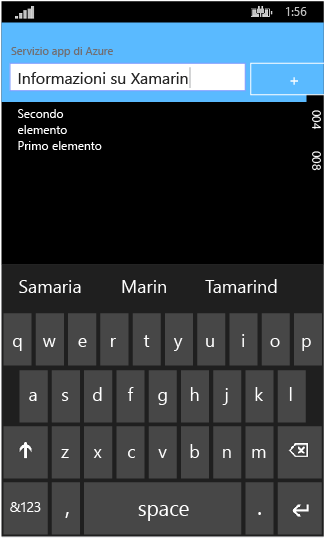 1:56
Servizio app di Azure
Informazioni su Xamarin
+
Secondo
elemento
Primo elemento
004
008
Samaria Marin Tamarind
q w e r t y u i o p
a s d f g h j k l
z x c v b n m
&123 , space .